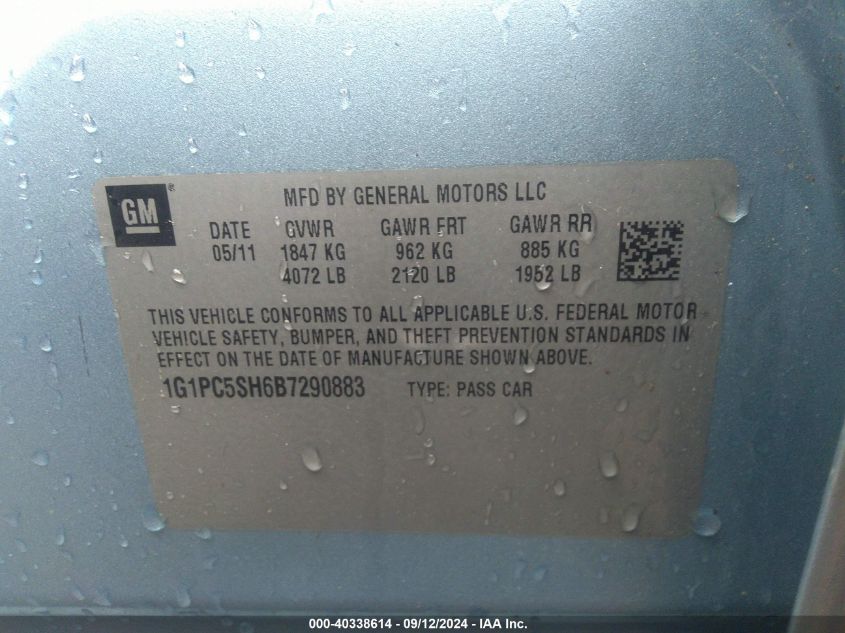 GM®
MFD BY GENERAL MOTORS LLC
DATE GVWR GAWR FRT GAWR RR
05/11 1847 KG 962 KG 885 KG
4072 LB 2120 LB 1952 LB
THIS VEHICLE CONFORMS TO ALL APPLICABLE U.S. FEDERAL MOTOR
VEHICLE SAFETY, BUMPER, AND THEFT PREVENTION STANDARDS IN
EFFECT ON THE DATE OF MANUFACTURE SHOWN ABOVE.
1G1PC5SH6B7290883 TYPE: PASS CAR
000-40338614 - 09/12/2024 - IAA Inc.